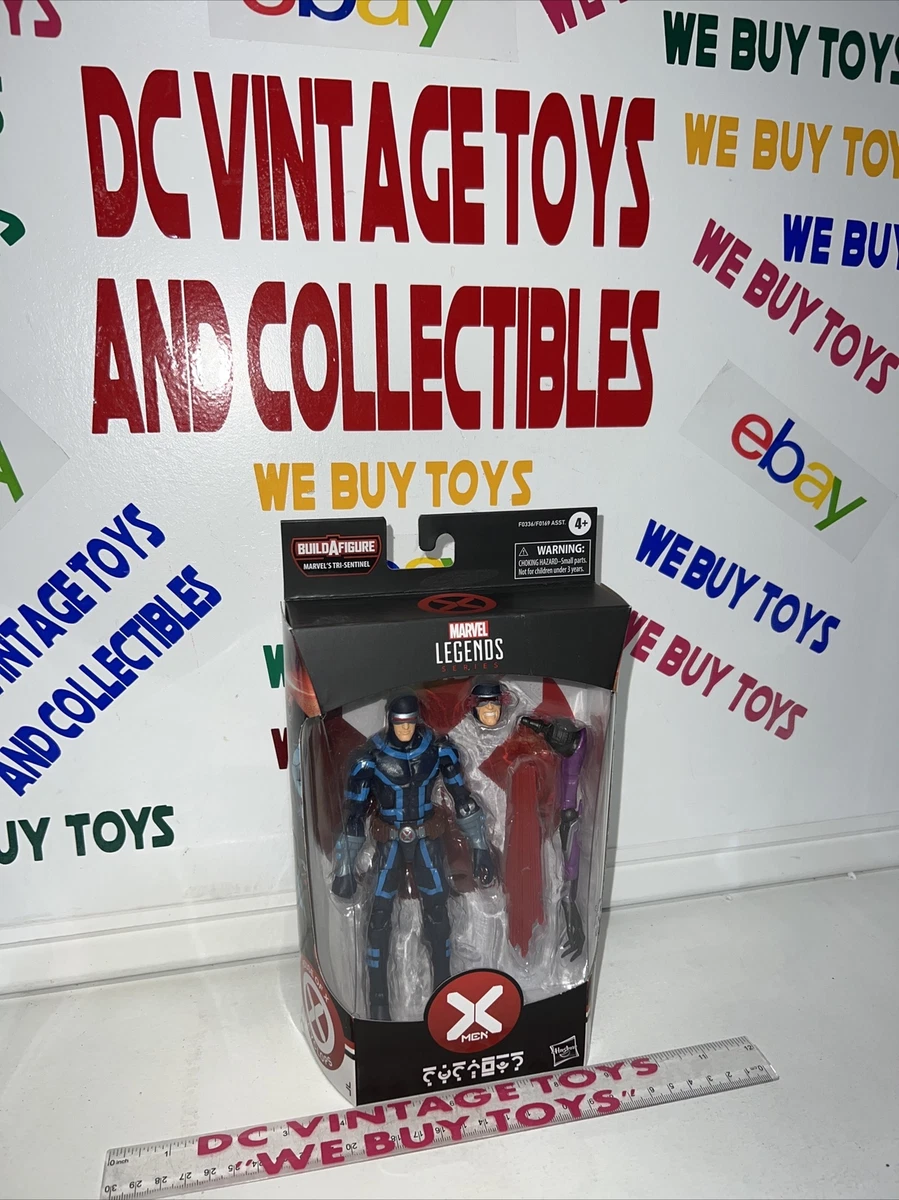 ebay
WE BUY TOYS
DC VINTAGE TOYS
AND COLLECTIBLES
WE BUY TOY
WE BUY
WE BUY TOYS
ebay
WE BUY TOYS
WE BUY TOYS
WE BUY TOYS
INTAGE TOYS
AND COLLECTIBLES
UY TOYS
F0336/F0169 ASST.
4+
BUILD A FIGURE
MARVEL'S TRI-SENTINEL
WARNING:
CHOKING HAZARD–Small parts.
Not for children under 3 years.
MARVEL
LEGENDS
SERIES
X
MEN
Hasbro
DC VINTAGE TOYS
"WE BUY TOYS"